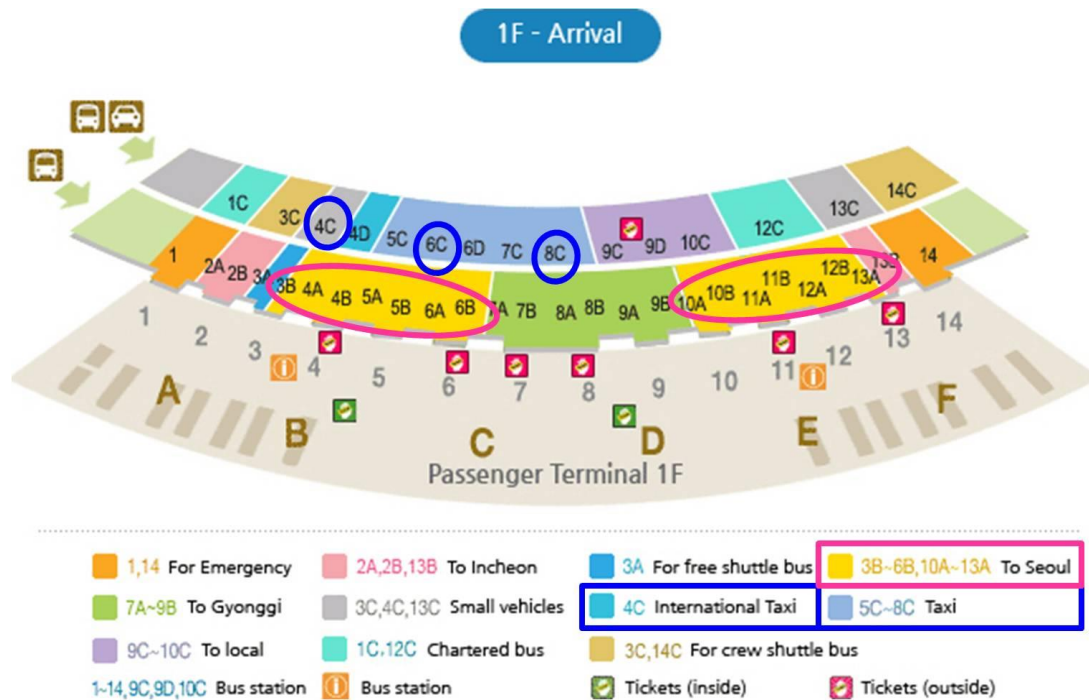 1F - Arrival
1C
3C
4C
4D
5C
6C
6D
7C
8C
9C
9D
10C
12C
13C
14C
1
2A
2B
3A
3B
4A
4B
5A
5B
6A
6B
7A
7B
8A
8B
9A
9B
10A
10B
11A
11B
12A
12B
13A
13B
14
1
2
3
4
5
6
7
8
9
10
11
12
13
14
A
B
C
D
E
F
Passenger Terminal 1F
1,14 For Emergency
2A,2B,13B To Incheon
3A For free shuttle bus
3B~6B,10A~13A To Seoul
7A~9B To Gyonggi
3C,4C,13C Small vehicles
4C International Taxi
5C~8C Taxi
9C~10C To local
1C,12C Chartered bus
3C,14C For crew shuttle bus
1~14,9C,9D,10C Bus station
Bus station
Tickets (inside)
Tickets (outside)